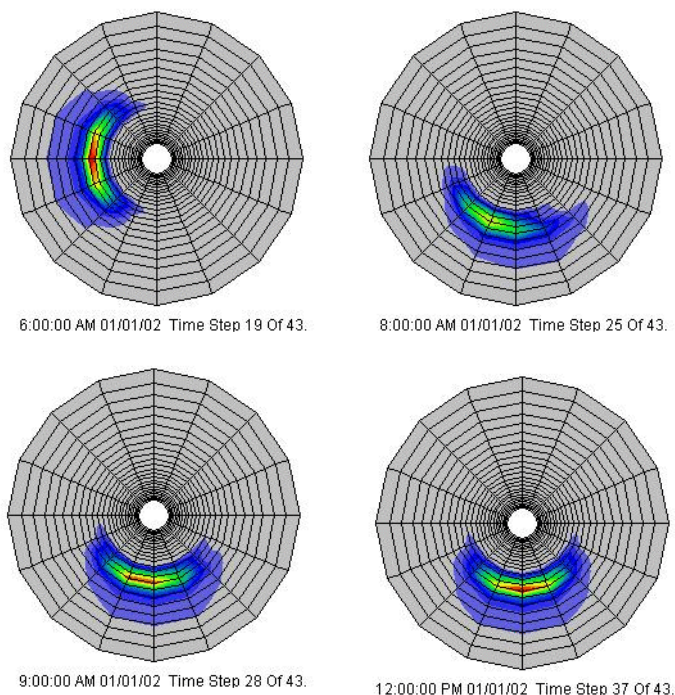 6:00:00 AM 01/01/02 Time Step 19 Of 43.
8:00:00 AM 01/01/02 Time Step 25 Of 43.
9:00:00 AM 01/01/02 Time Step 28 Of 43.
12:00:00 PM 01/01/02 Time Step 37 Of 43.